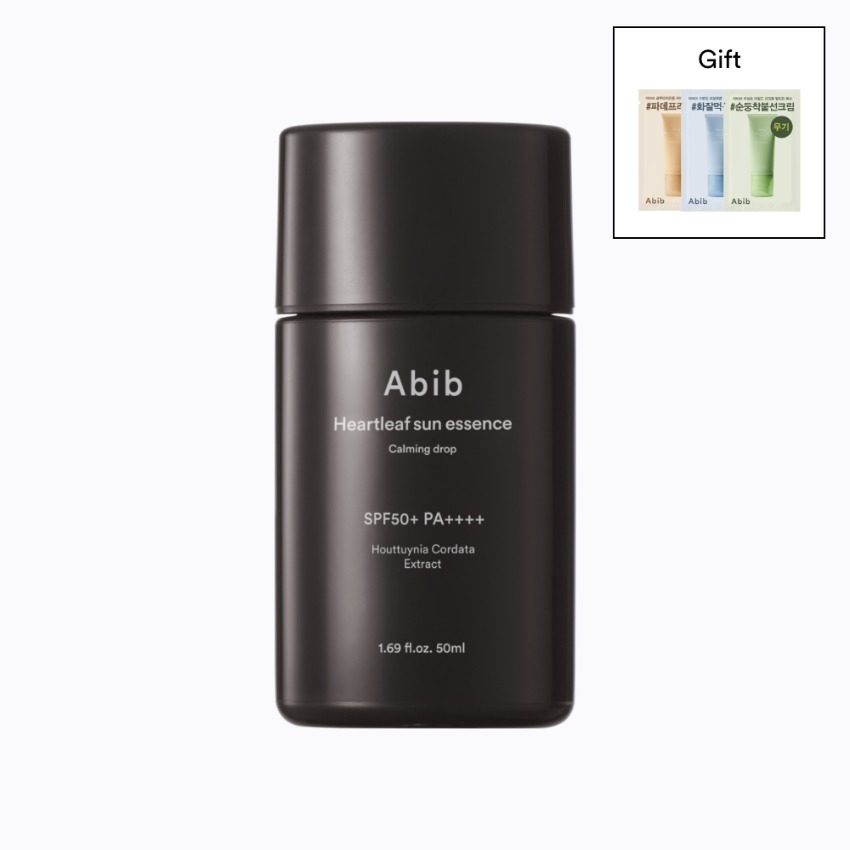 Gift
#파데프리
#화잘먹
#순둥착붙선크림
무기
Abib
Abib
Abib
Abib
Heartleaf sun essence
Calming drop
SPF50+ PA++++
Houttuynia Cordata
Extract
1.69 fl.oz. 50ml